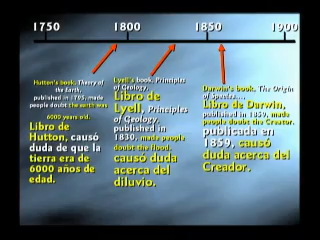 1750 1800 1850 1900
Hutton's book, Theory of
the Earth,
published in 1795, made
people doubt the earth was
6000 years old.
Libro de
Hutton, causó
duda de que la
tierra era de
6000 años de
edad.
Lyell's book, Principles
of Geology.
Libro de
Lyell, Principles
of Geology,
published in
1830, made people
doubt the flood.
causó duda
acerca del
diluvio.
Darwin's book, The Origin
of Species...,
Libro de Darwin,
published in 1859, made
people doubt the Creator.
publicada en
1859, causó
duda acerca del
Creador.